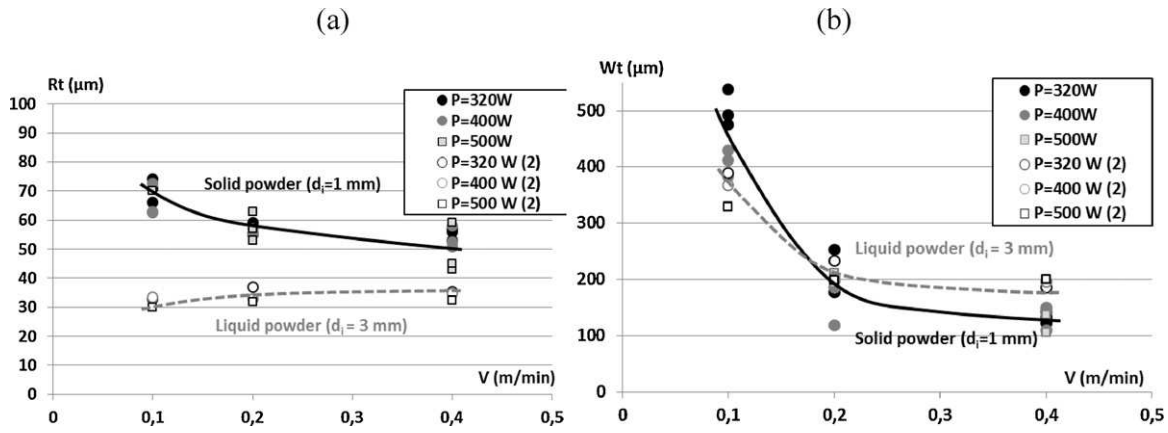 (a)
Rt (µm)
100
90
80
70
60
50
40
30
20
10
0
0
0,1
0,2
0,3
0,4
0,5
V (m/min)
P=320W
P=400W
P=500W
P=320 W (2)
P=400 W (2)
P=500 W (2)
Solid powder (di=1 mm)
Liquid powder (di= 3 mm)
(b)
Wt (µm)
500
400
300
200
100
0
0
0,1
0,2
0,3
0,4
0,5
V (m/min)
P=320W
P=400W
P=500W
P=320 W (2)
P=400 W (2)
P=500 W (2)
Liquid powder (di= 3 mm)
Solid powder (di=1 mm)